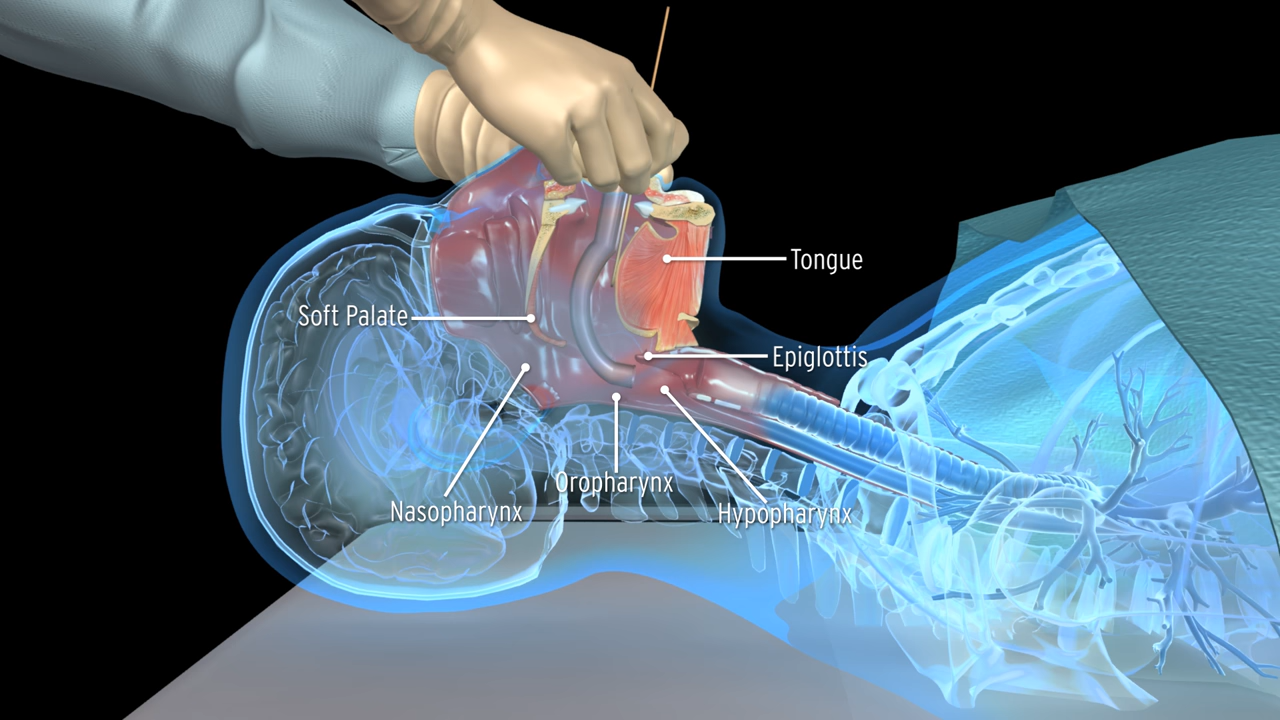 Tongue
Soft Palate
Epiglottis
Oropharynx
Nasopharynx
Hypopharynx